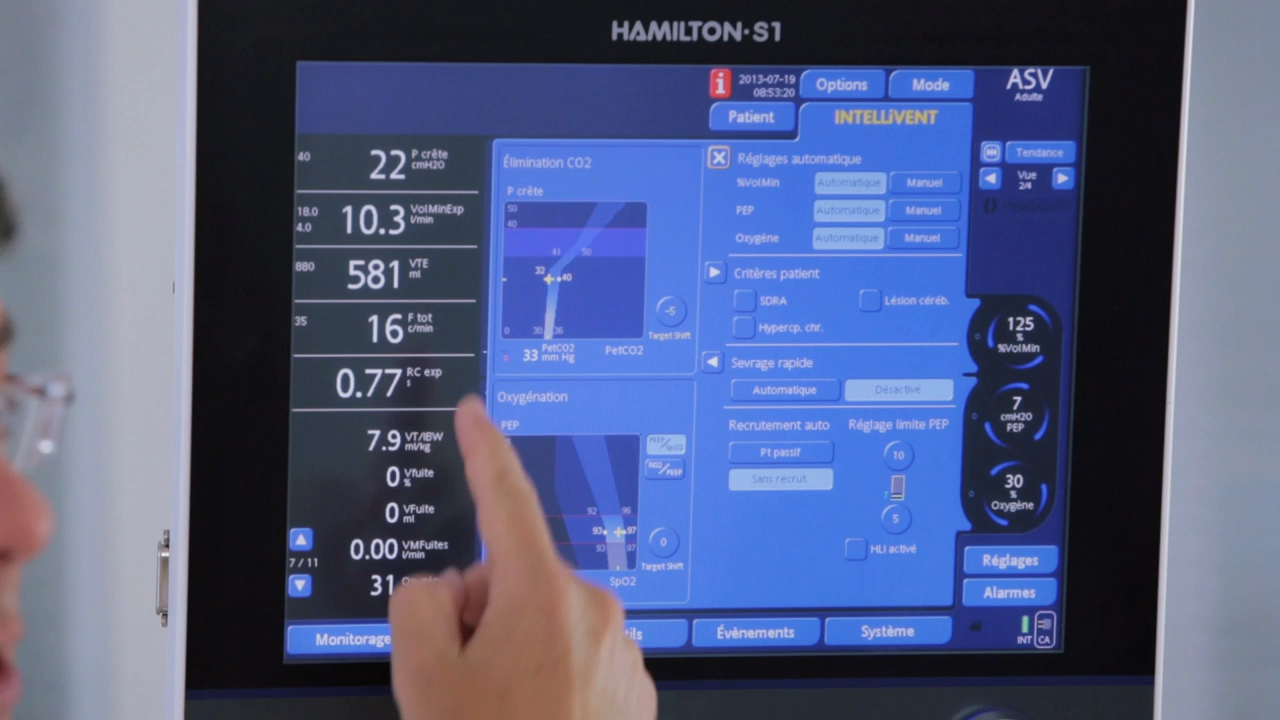 HAMILTON·S1
2013-07-19
08:53:20
Options
Mode
ASV
Adulte
Patient
INTELLiVENT
40
22
P crête
cmH2O
18.0
4.0
10.3
VolMinExp
l/min
880
581
VTE
ml
35
16
F tot
c/min
0.77
RC exp
s
7.9
VT/IBW
ml/kg
0
Vfuite
%
0
VFuite
ml
0.00
VMFuites
l/min
7 / 11
31
Élimination CO2
P crête
50
40
41 50
32 40
0 30 36
33
PetCO2
mm Hg
PetCO2
-5
Target Shift
Oxygénation
PEP
PEEP/SpO2
FiO2/PEEP
92 96
93 97
93 97
0
Target Shift
SpO2
Réglages automatique
%VolMin
Automatique
Manuel
PEP
Automatique
Manuel
Oxygène
Automatique
Manuel
Critères patient
SDRA
Lésion céréb.
Hypercp. chr.
Sevrage rapide
Automatique
Désactivé
Recrutement auto
Réglage limite PEP
Pt passif
Sans recrut.
10
7
5
HLI activé
Tendance
Vue
2/4
125
%
%VolMin
7
cmH2O
PEP
30
%
Oxygène
Réglages
Alarmes
Monitorage
Évènements
Système
INT
CA